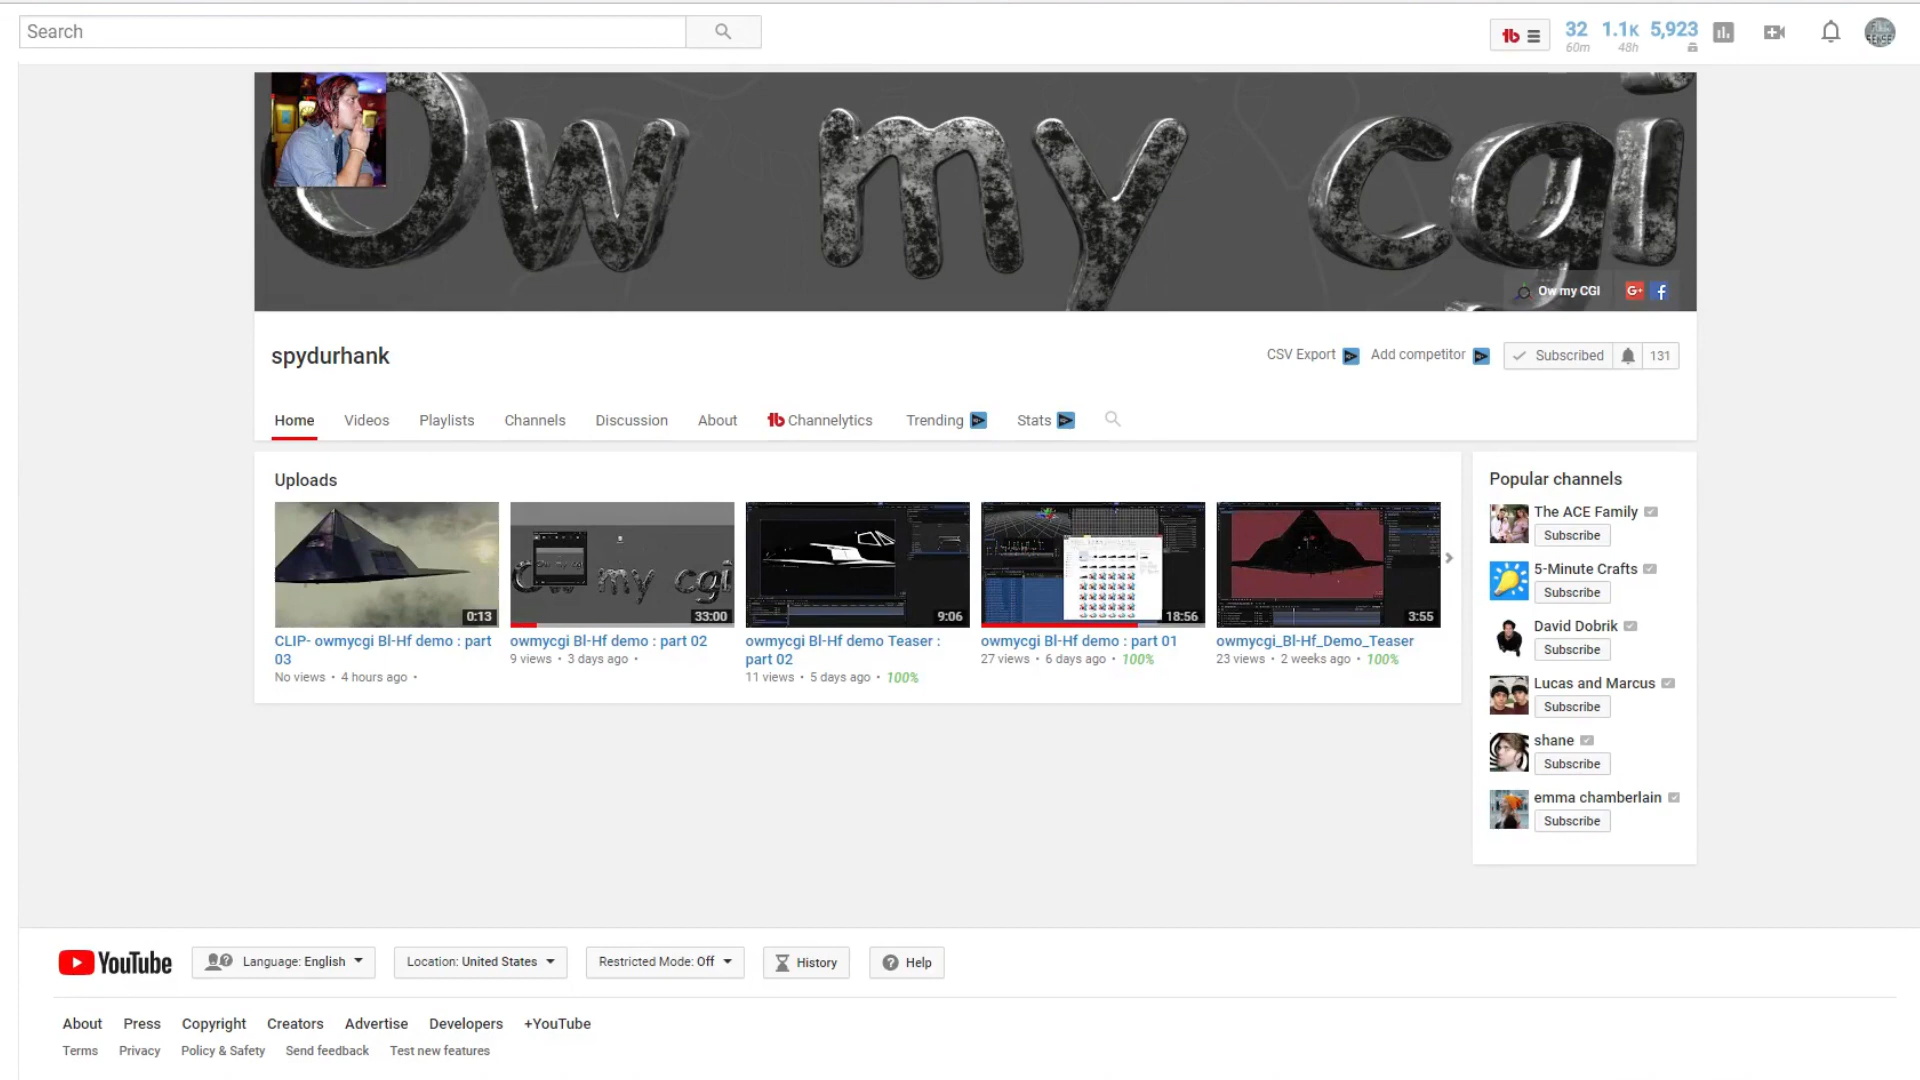 Search
32 1.1K 5,923
60m 48h
Ow my cgi
Ow my CGI
spydurhank
CSV Export Add competitor Subscribed 131
Home Videos Playlists Channels Discussion About Channelytics Trending Stats
Uploads
0:13 33:00 9:06 18:56 3:55
CLIP- owmycgi Bl-Hf demo : part 03
No views • 4 hours ago •
owmycgi Bl-Hf demo : part 02
9 views • 3 days ago •
owmycgi Bl-Hf demo Teaser : part 02
11 views • 5 days ago • 100%
owmycgi Bl-Hf demo : part 01
27 views • 6 days ago • 100%
owmycgi_Bl-Hf_Demo_Teaser
23 views • 2 weeks ago • 100%
Popular channels
The ACE Family
Subscribe
5-Minute Crafts
Subscribe
David Dobrik
Subscribe
Lucas and Marcus
Subscribe
shane
Subscribe
emma chamberlain
Subscribe
YouTube Language: English Location: United States Restricted Mode: Off History Help
About Press Copyright Creators Advertise Developers +YouTube
Terms Privacy Policy & Safety Send feedback Test new features